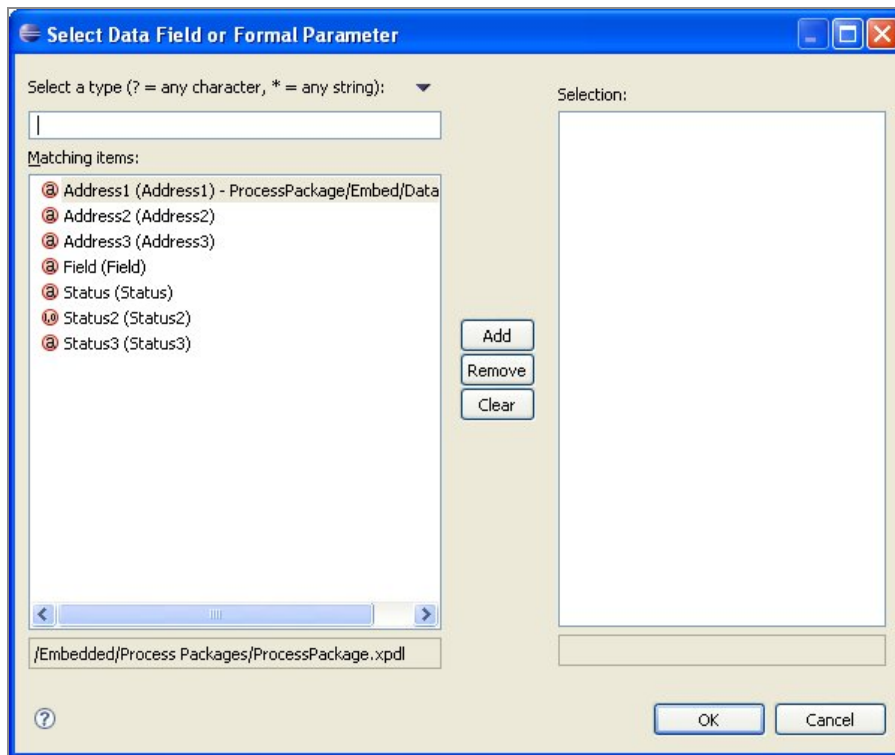 Select Data Field or Formal Parameter
Select a type (? = any character, * = any string):
Selection:
Matching items:
Address1 (Address1) - ProcessPackage/Embed/Data
Address2 (Address2)
Address3 (Address3)
Field (Field)
Status (Status)
Status2 (Status2)
Status3 (Status3)
Add
Remove
Clear
/Embedded/Process Packages/ProcessPackage.xpdl
OK
Cancel